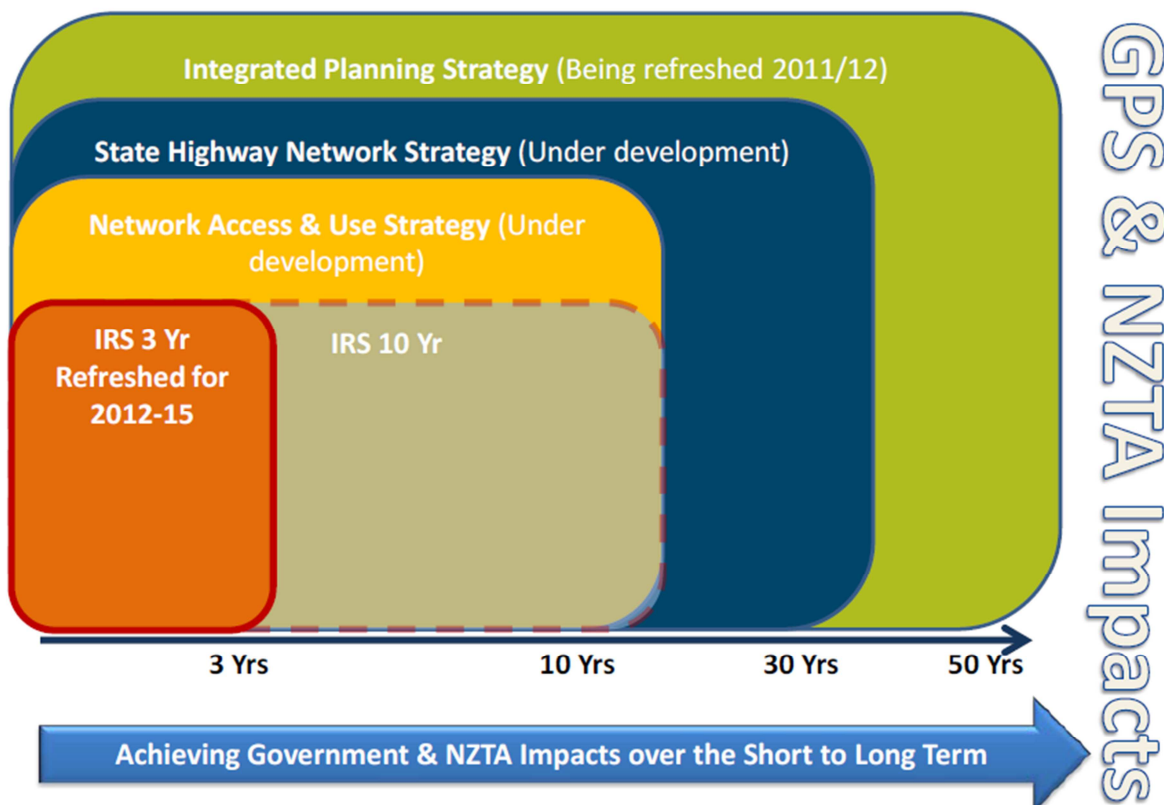 Integrated Planning Strategy (Being refreshed 2011/12)
State Highway Network Strategy (Under development)
Network Access & Use Strategy (Under
development)
IRS 3 Yr
Refreshed for
2012-15
IRS 10 Yr
3 Yrs
10 Yrs
30 Yrs
50 Yrs
Achieving Government & NZTA Impacts over the Short to Long Term
GPS & NZTA Impacts